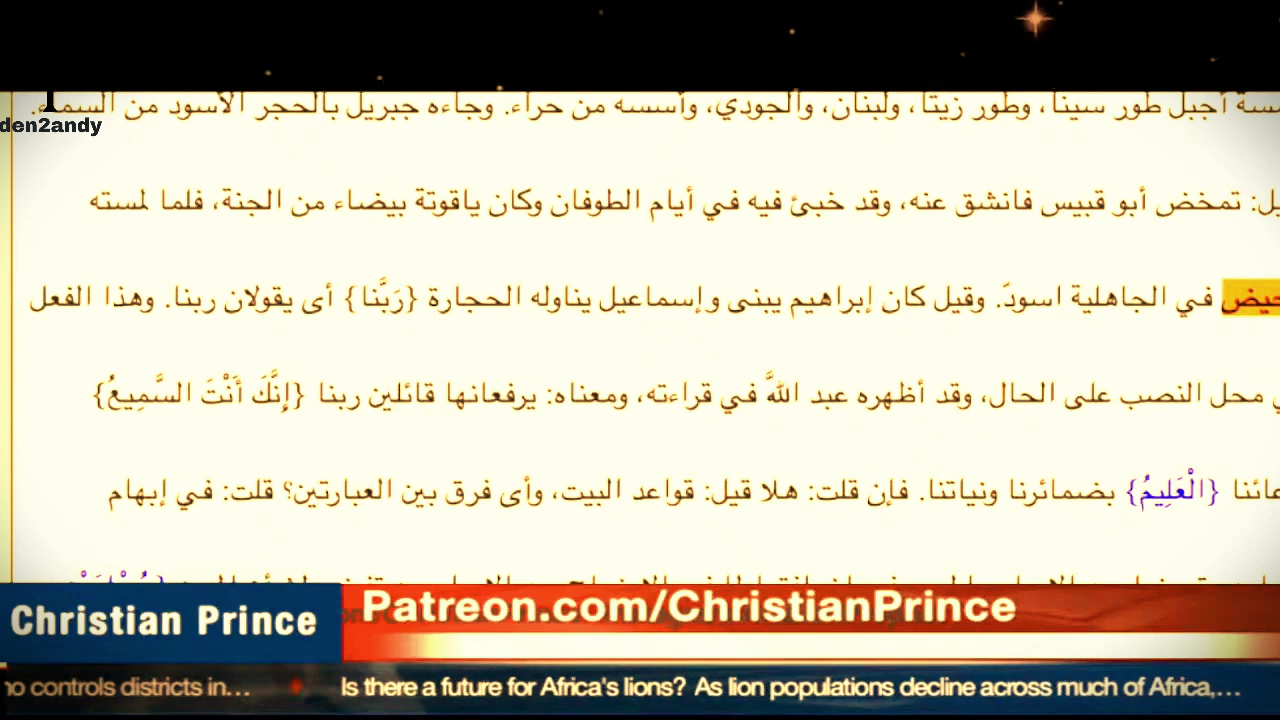 den2andy
أجبل طور سينا، وطور زيتا، ولبنان، والجودي، وأسسه من حراء. وجاءه جبريل بالحجر الأسود من السماء.
تمخض أبو قبيس فانشق عنه، وقد خبئ فيه في أيام الطوفان وكان ياقوتة بيضاء من الجنة، فلما لمسته
في الجاهلية اسودّ. وقيل كان إبراهيم يبنى وإسماعيل يناوله الحجارة {رَبَّنا} أى يقولان ربنا. وهذا الفعل
محل النصب على الحال، وقد أظهره عبد اللَّه في قراءته، ومعناه: يرفعانها قائلين ربنا {إِنَّكَ أَنْتَ السَّمِيعُ}
{الْعَلِيمُ} بضمائرنا ونياتنا. فإن قلت: هلا قيل: قواعد البيت، وأى فرق بين العبارتين؟ قلت: في إبهام
Christian Prince
Patreon.com/ChristianPrince
controls districts in...
Is there a future for Africa's lions? As lion populations decline across much of Africa,...